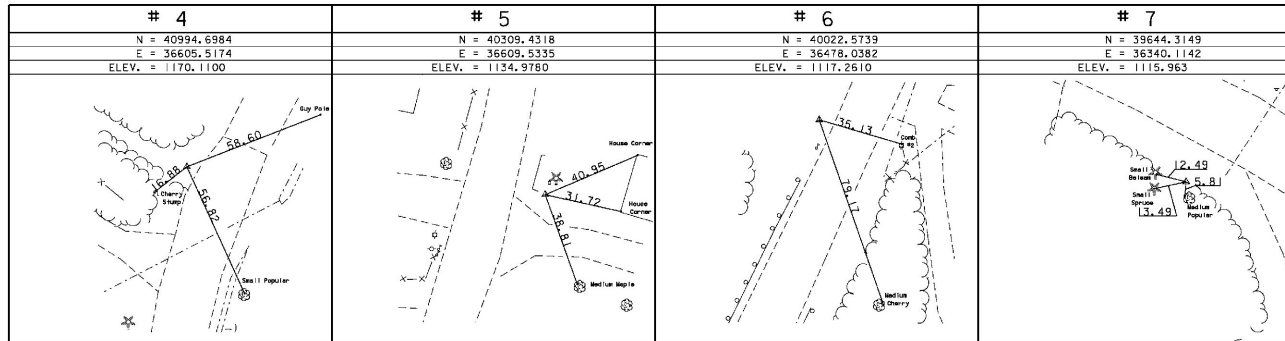 # 4
N = 40994.6984
E = 36605.5174
ELEV. = 1170.1100
Guy Pole
58.60
16.88
Cherry
Stump
56.82
Small Popular
# 5
N = 40309.4318
E = 36609.5335
ELEV. = 1134.9780
House Corner
40.95
31.72
House
Corner
38.81
Medium Maple
# 6
N = 40022.5739
E = 36478.0382
ELEV. = 1117.2610
35.13
Comb
#2
79.17
Medium
Cherry
# 7
N = 39644.3149
E = 36340.1142
ELEV. = 1115.963
12.49
Small
Balsam
5.81
Small
Spruce
Medium
Popular
3.49